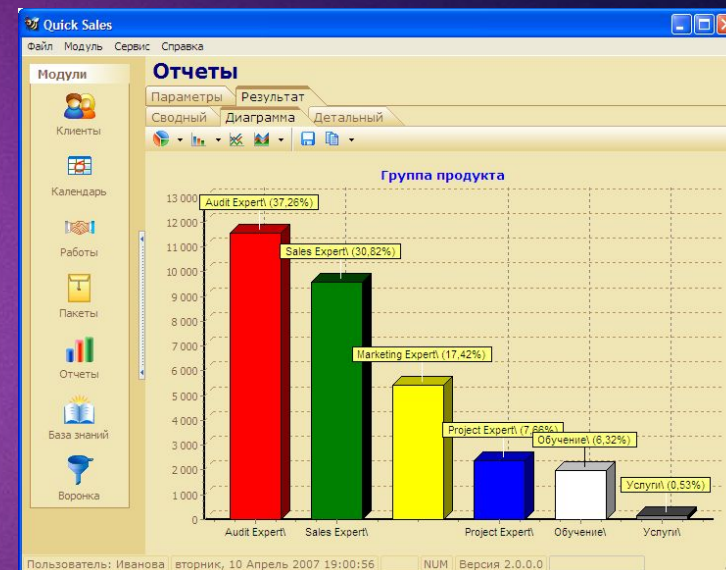 Quick Sales
Файл Модуль Сервис Справка
Модули
Клиенты
Календарь
Работы
Пакеты
Отчеты
База знаний
Воронка
Отчеты
Параметры Результат
Сводный Диаграмма Детальный
Группа продукта
13 000
12 000
11 000
10 000
9 000
8 000
7 000
6 000
5 000
4 000
3 000
2 000
1 000
0
Audit Expert\ (37,26%)
Sales Expert\ (30,82%)
Marketing Expert\ (17,42%)
Project Expert\ (7,66%)
Обучение\ (6,32%)
Услуги\ (0,53%)
Audit Expert\ Sales Expert\ Project Expert\ Обучение\ Услуги\
Пользователь: Иванова вторник, 10 Апрель 2007 19:00:56 NUM Версия 2.0.0.0